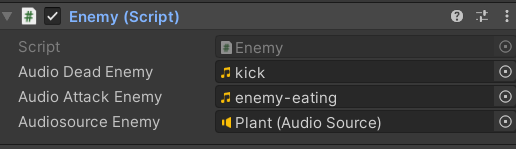 Enemy (Script)
Script Enemy
Audio Dead Enemy kick
Audio Attack Enemy enemy-eating
Audiosource Enemy Plant (Audio Source)